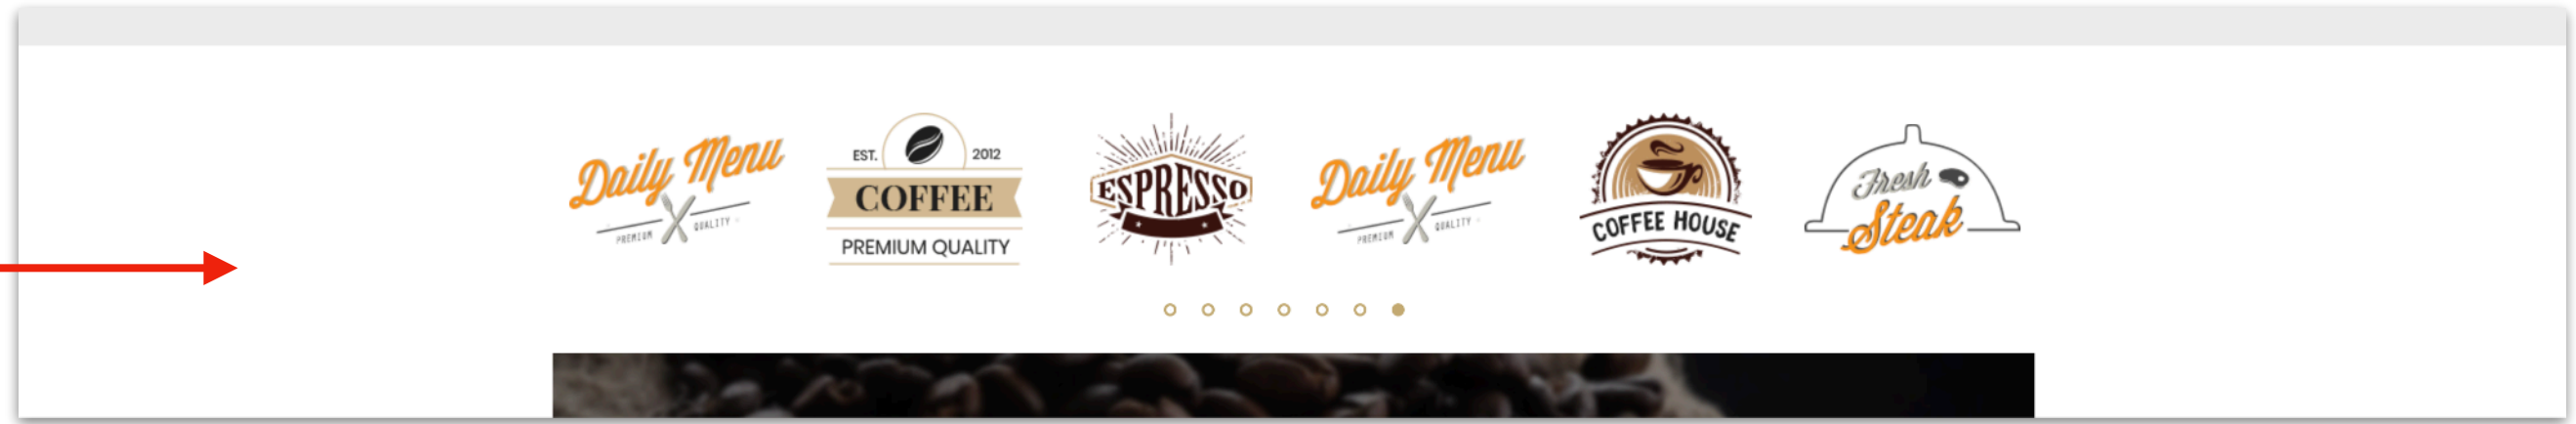 Daily Menu
PREMIUM QUALITY
EST. 2012
COFFEE
PREMIUM QUALITY
ESPRESSO
Daily Menu
PREMIUM QUALITY
COFFEE HOUSE
Fresh
Steak